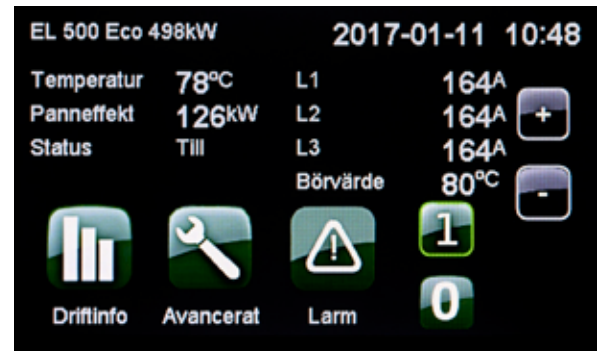 EL 500 Eco 498kW 2017-01-11 10:48
Temperatur 78°C L1 164A
Panneffekt 126kW L2 164A +
Status Till L3 164A
Börvärde 80°C -
1
0
Driftinfo Avancerat Larm